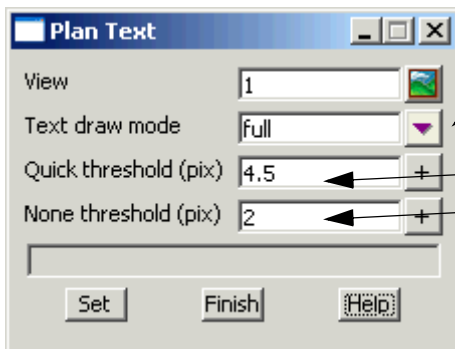 Plan Text
View 1
Text draw mode full
Quick threshold (pix) 4.5 +
None threshold (pix) 2 +
Set Finish Help